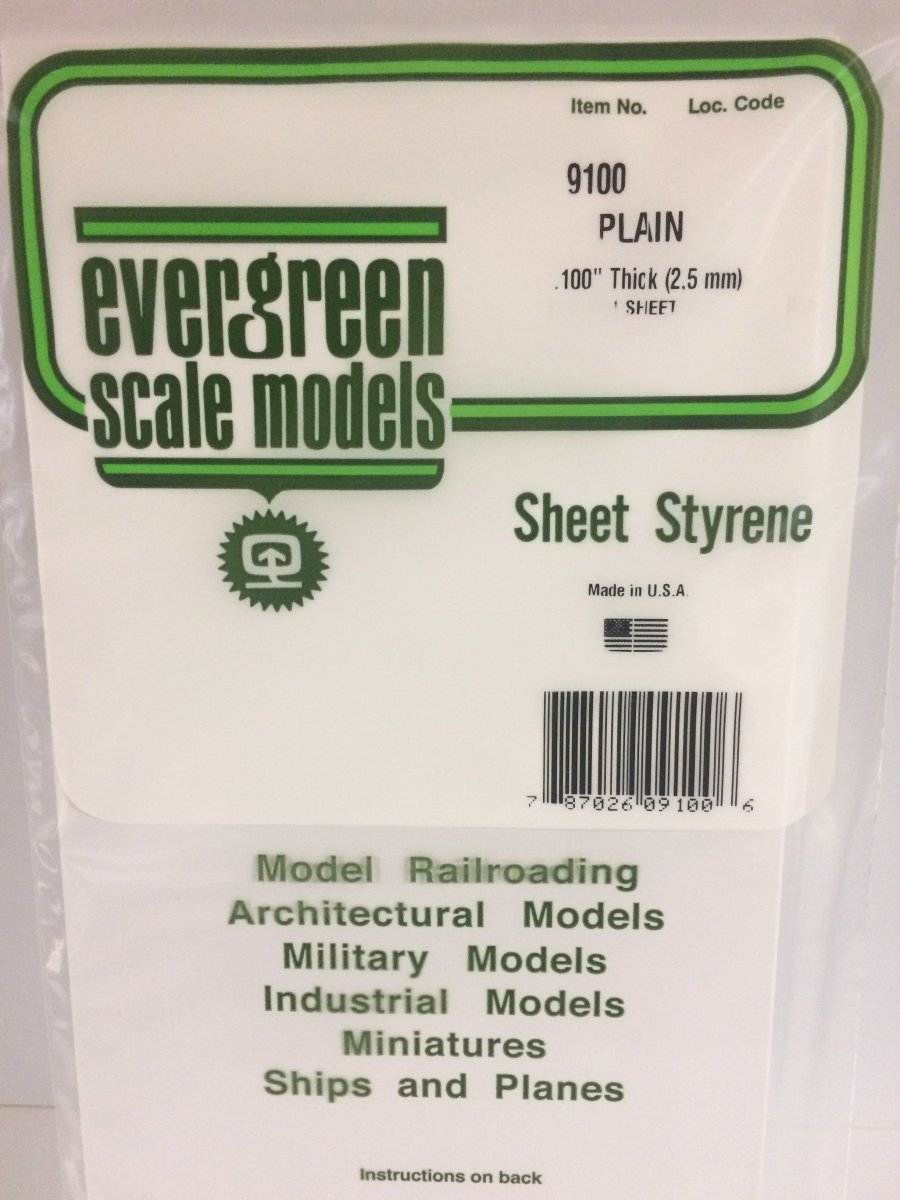 Item No. Loc. Code
9100
PLAIN
.100" Thick (2.5 mm)
1 SHEET
evergreen
scale models
Sheet Styrene
Made in U.S.A.
7 87026 09100 6
Model Railroading
Architectural Models
Military Models
Industrial Models
Miniatures
Ships and Planes
Instructions on back